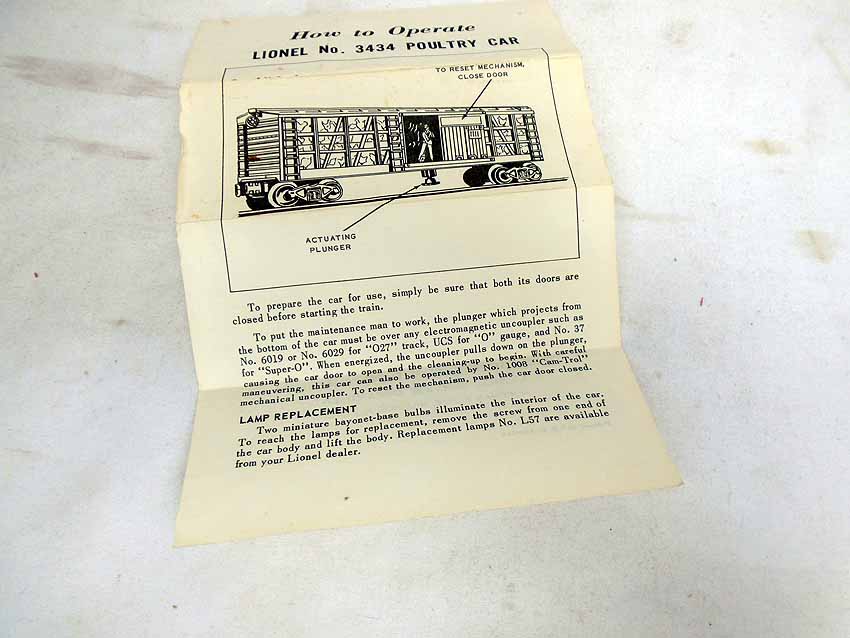 How to Operate
LIONEL No. 3434 POULTRY CAR
TO RESET MECHANISM,
CLOSE DOOR
ACTUATING
PLUNGER
To prepare the car for use, simply be sure that both its doors are
closed before starting the train.
To put the maintenance man to work, the plunger which projects from
the bottom of the car must be over any electromagnetic uncoupler such as
No. 6019 or No. 6029 for "O27" track, UCS for "O" gauge, and No. 37
for "Super-O". When energized, the uncoupler pulls down on the plunger,
causing the car door to open and the cleaning-up to begin. With careful
maneuvering, this car can also be operated by No. 1008 "Cam-Trol"
mechanical uncoupler. To reset the mechanism, push the car door closed.
LAMP REPLACEMENT
Two miniature bayonet-base bulbs illuminate the interior of the car.
To reach the lamps for replacement, remove the screw from one end of
the car body and lift the body. Replacement lamps No. L57 are available
from your Lionel dealer.